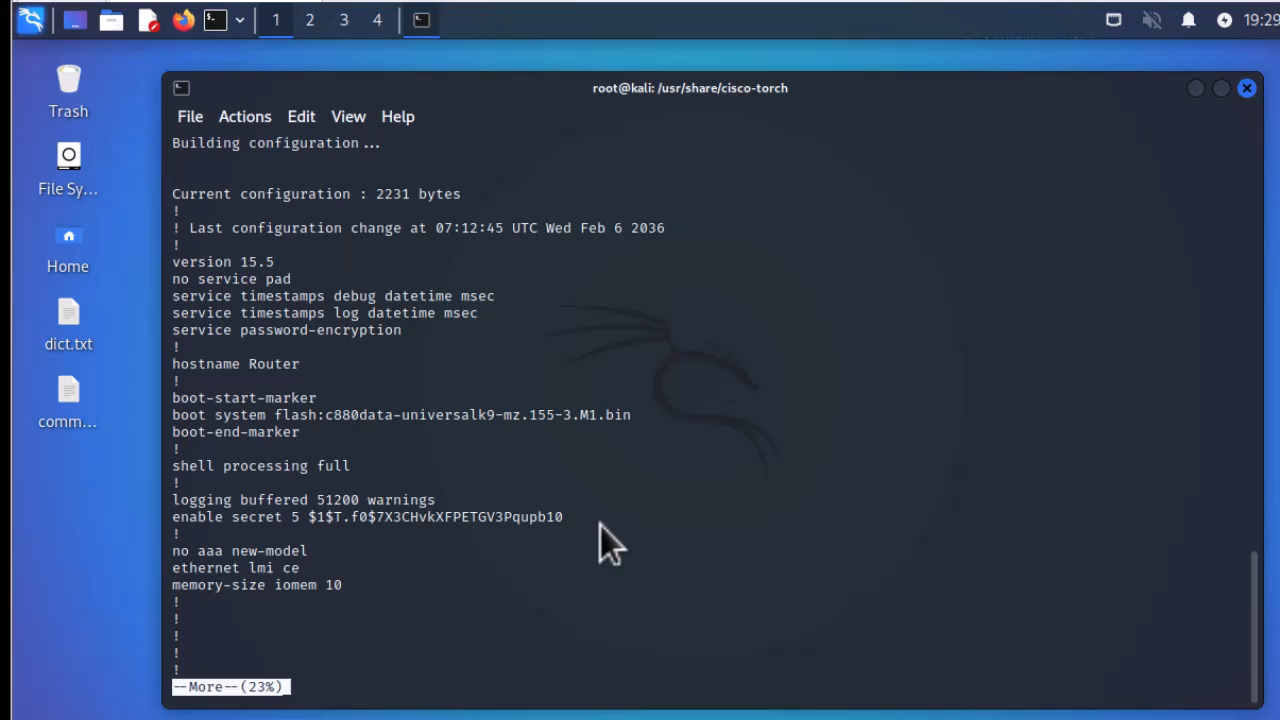 1 2 3 4
19:29
Trash
File Sy...
Home
dict.txt
comm...
root@kali: /usr/share/cisco-torch
File Actions Edit View Help
Building configuration...
Current configuration : 2231 bytes
!
! Last configuration change at 07:12:45 UTC Wed Feb 6 2036
!
version 15.5
no service pad
service timestamps debug datetime msec
service timestamps log datetime msec
service password-encryption
!
hostname Router
!
boot-start-marker
boot system flash:c880data-universalk9-mz.155-3.M1.bin
boot-end-marker
!
shell processing full
!
logging buffered 51200 warnings
enable secret 5 $1$T.f0$7X3CHvkXFPETGV3Pqupb10
!
no aaa new-model
ethernet lmi ce
memory-size iomem 10
!
!
!
!
!
--More--(23%)